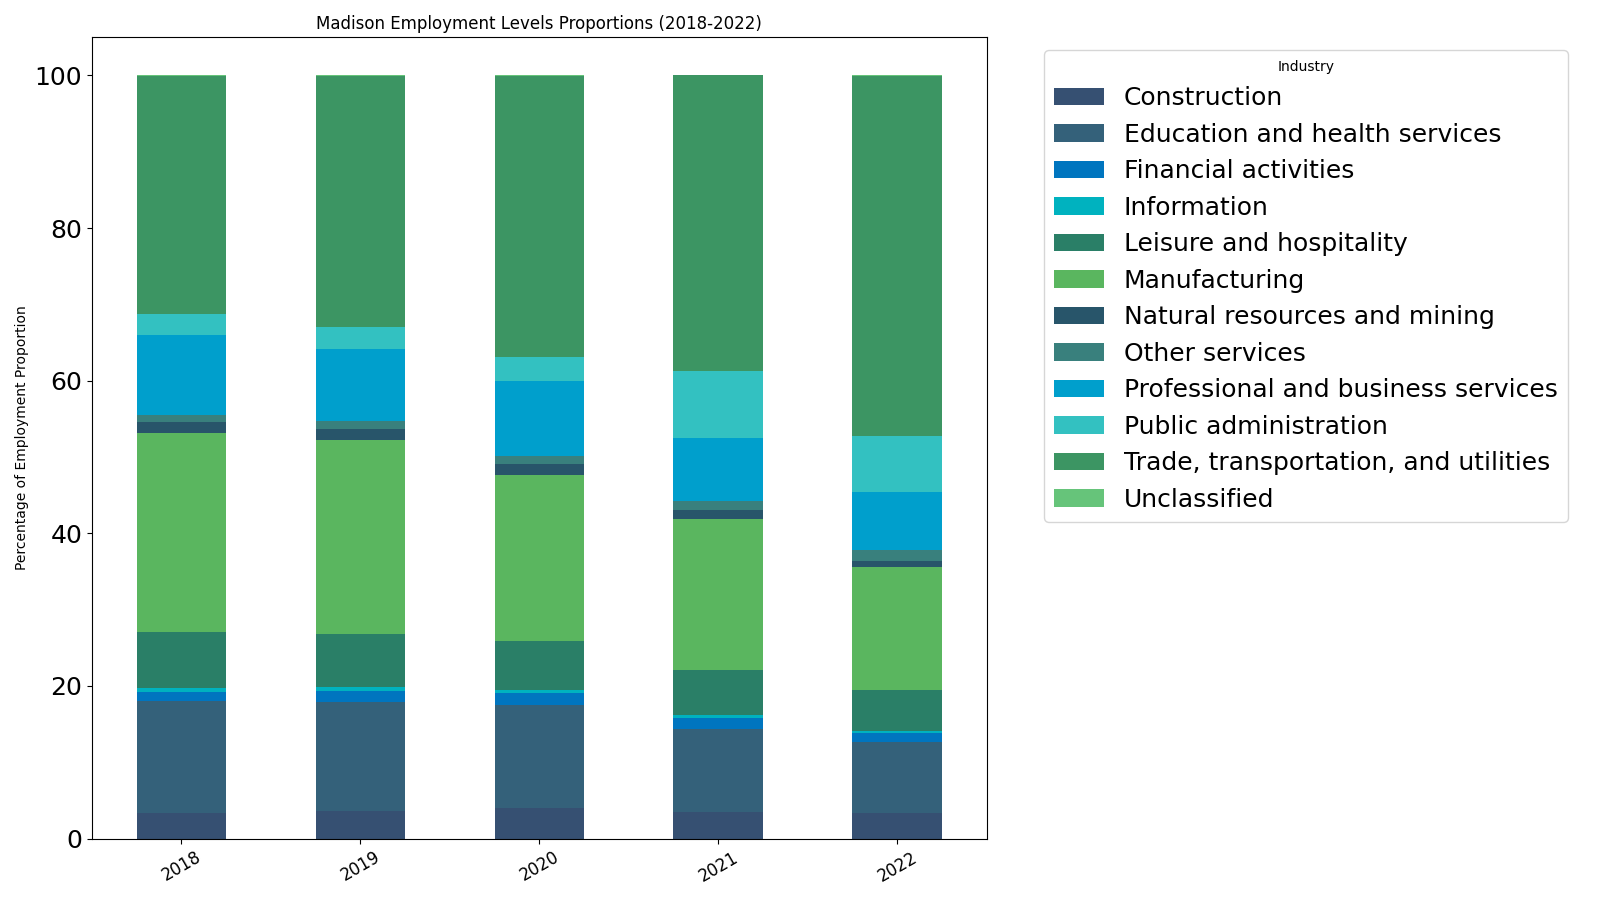 Madison Employment Levels Proportions (2018-2022)
Percentage of Employment Proportion
100
80
60
40
20
0
2018
2019
2020
2021
2022
Industry
Construction
Education and health services
Financial activities
Information
Leisure and hospitality
Manufacturing
Natural resources and mining
Other services
Professional and business services
Public administration
Trade, transportation, and utilities
Unclassified